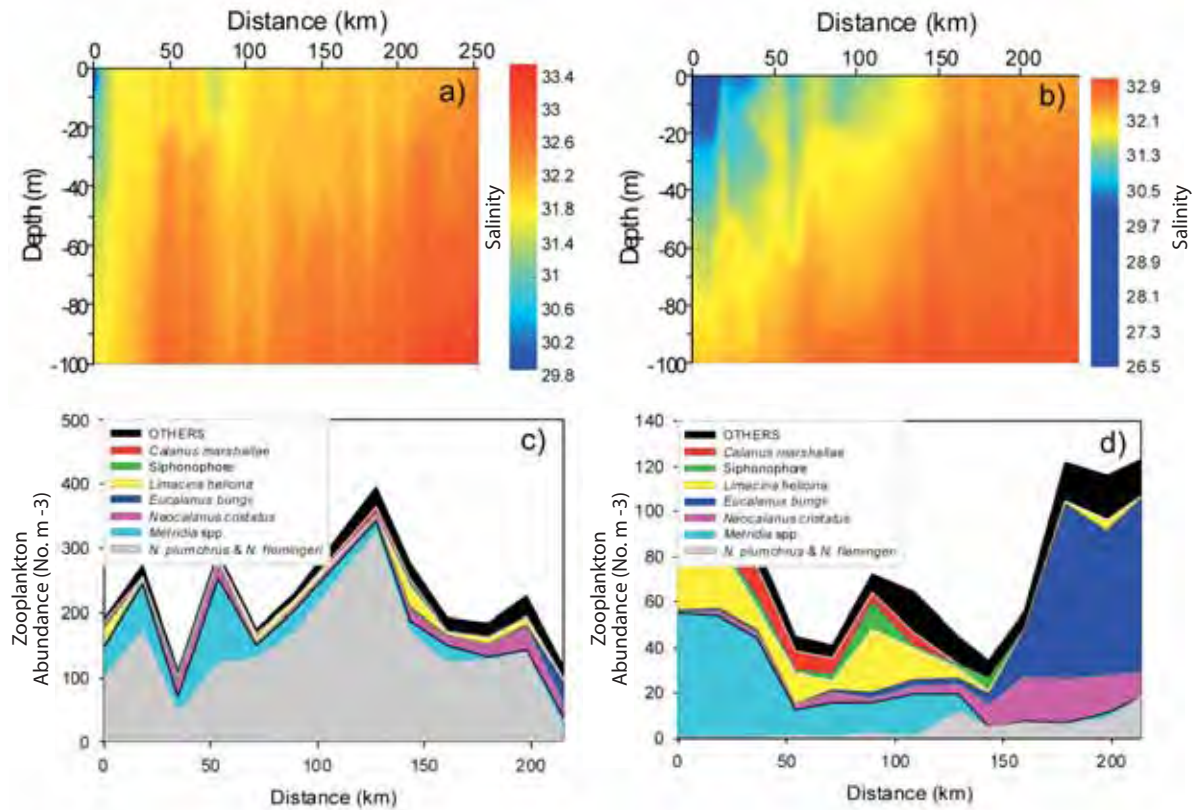 Distance (km)
0 50 100 150 200 250
0
-20
-40
-60
-80
-100
Depth (m)
a)
33.4
33
32.6
32.2
31.8
31.4
31
30.6
30.2
29.8
Salinity
Distance (km)
0 50 100 150 200
0
-20
-40
-60
-80
-100
Depth (m)
b)
32.9
32.1
31.3
30.5
29.7
28.9
28.1
27.3
26.5
Salinity
500
400
300
200
100
0
Zooplankton
Abundance (No. m -3)
c)
OTHERS
Calanus marshallae
Siphonophore
Limacina helicina
Eucalanus bungii
Neocalanus cristatus
Metridia spp.
N. plumchrus & N. flemingeri
0 50 100 150 200
Distance (km)
140
120
100
80
60
40
20
0
Zooplankton
Abundance (No. m -3)
d)
OTHERS
Calanus marshallae
Siphonophore
Limacina helicina
Eucalanus bungii
Neocalanus cristatus
Metridia spp.
N. plumchrus & N. flemingeri
0 50 100 150 200
Distance (km)